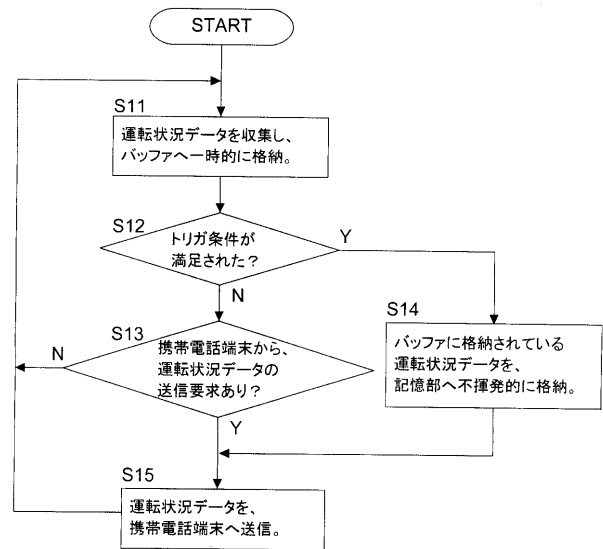 START
S11
運転状況データを収集し、
バッファへ一時的に格納。
S12
トリガ条件が
満足された？
Y
N
S13
携帯電話端末から、
運転状況データの
送信要求あり？
N
Y
S14
バッファに格納されている
運転状況データを、
記憶部へ不揮発的に格納。
S15
運転状況データを、
携帯電話端末へ送信。